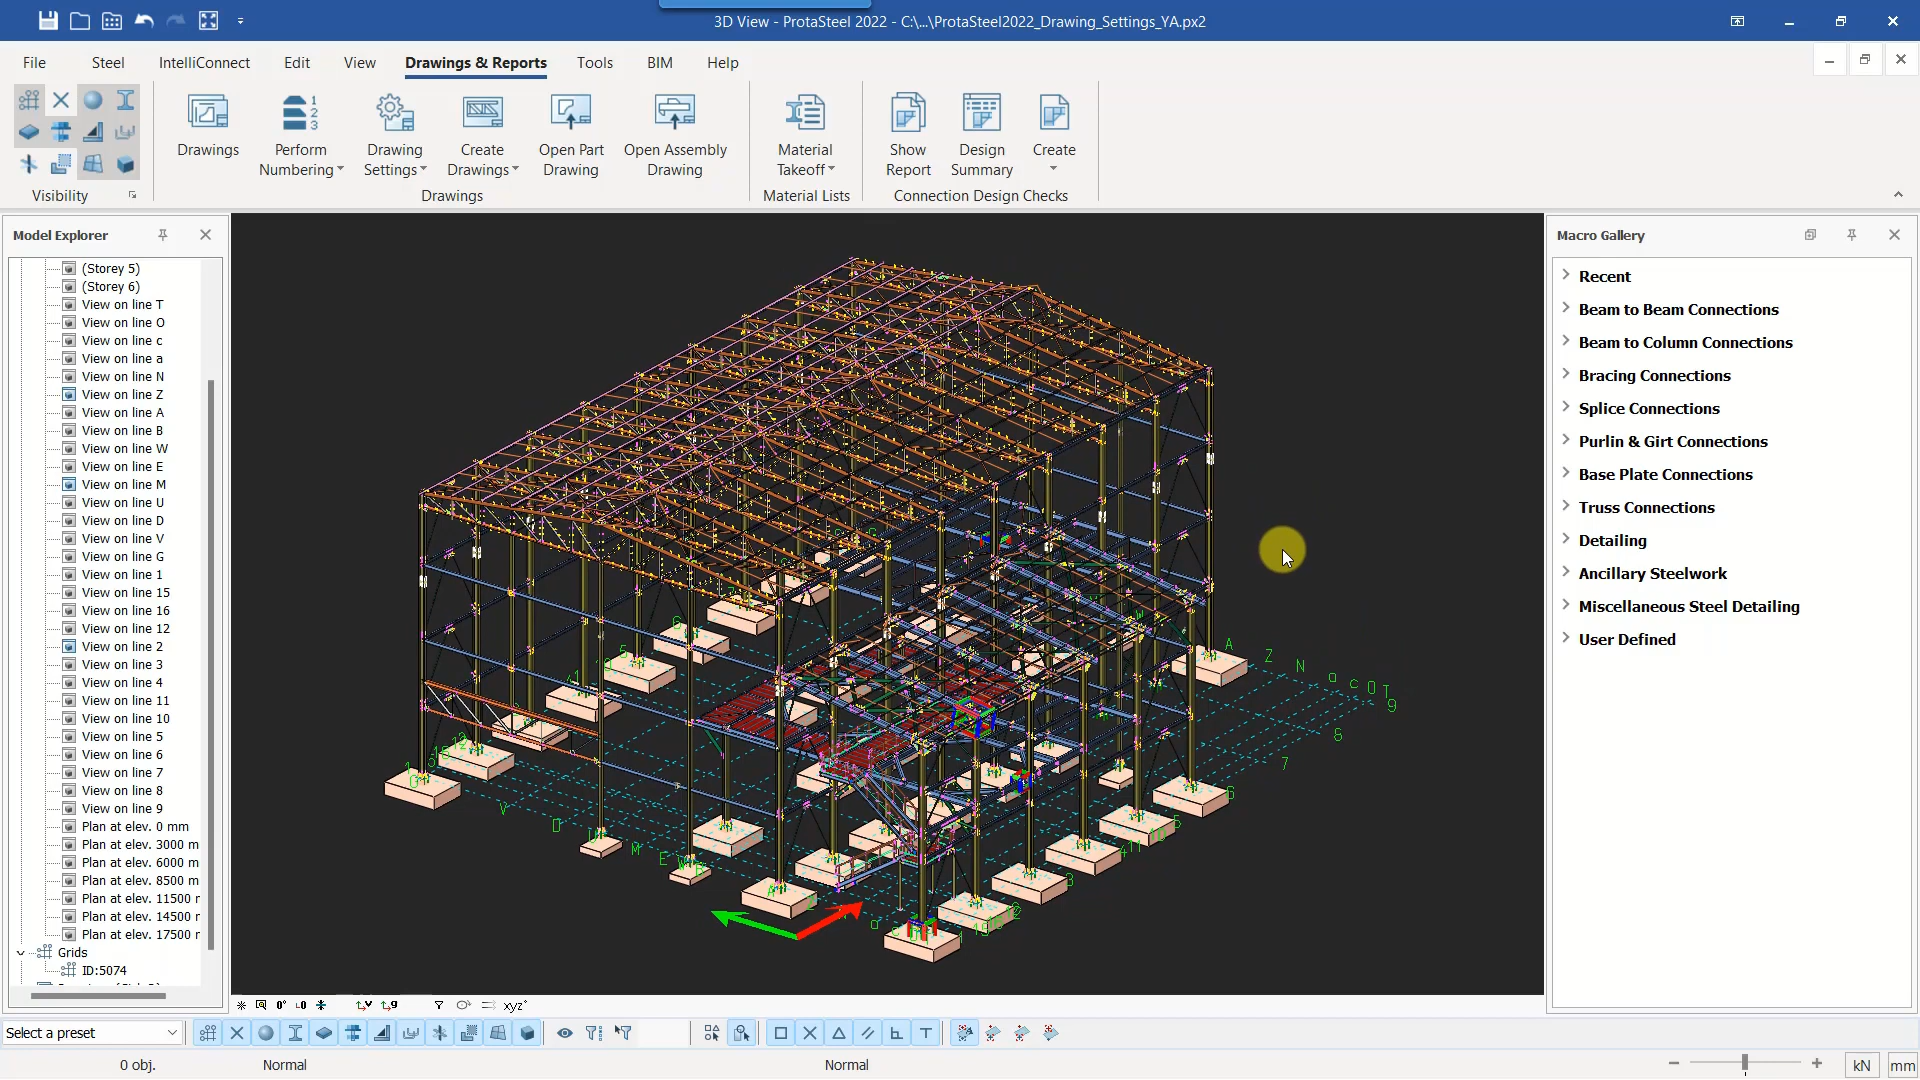 3D View - ProtaSteel 2022 - C:\...\ProtaSteel2022_Drawing_Settings_YA.px2
File Steel IntelliConnect Edit View Drawings & Reports Tools BIM Help
Drawings
Perform Numbering
Drawing Settings
Create Drawings
Open Part Drawing
Open Assembly Drawing
Material Takeoff
Show Report
Design Summary
Create
Visibility Drawings Material Lists Connection Design Checks
Model Explorer
(Storey 5)
(Storey 6)
View on line T
View on line O
View on line c
View on line a
View on line N
View on line Z
View on line A
View on line B
View on line W
View on line E
View on line M
View on line U
View on line D
View on line V
View on line G
View on line 1
View on line 15
View on line 16
View on line 12
View on line 2
View on line 3
View on line 4
View on line 11
View on line 10
View on line 5
View on line 6
View on line 7
View on line 8
View on line 9
Plan at elev. 0 mm
Plan at elev. 3000 m
Plan at elev. 6000 m
Plan at elev. 8500 m
Plan at elev. 11500 r
Plan at elev. 14500 r
Plan at elev. 17500 r
Grids
ID:5074
A Z N a c O T
9
8
7
6
5
3
V D U M E W B
Macro Gallery
Recent
Beam to Beam Connections
Beam to Column Connections
Bracing Connections
Splice Connections
Purlin & Girt Connections
Base Plate Connections
Truss Connections
Detailing
Ancillary Steelwork
Miscellaneous Steel Detailing
User Defined
xyz
Select a preset
0 obj. Normal Normal kN mm